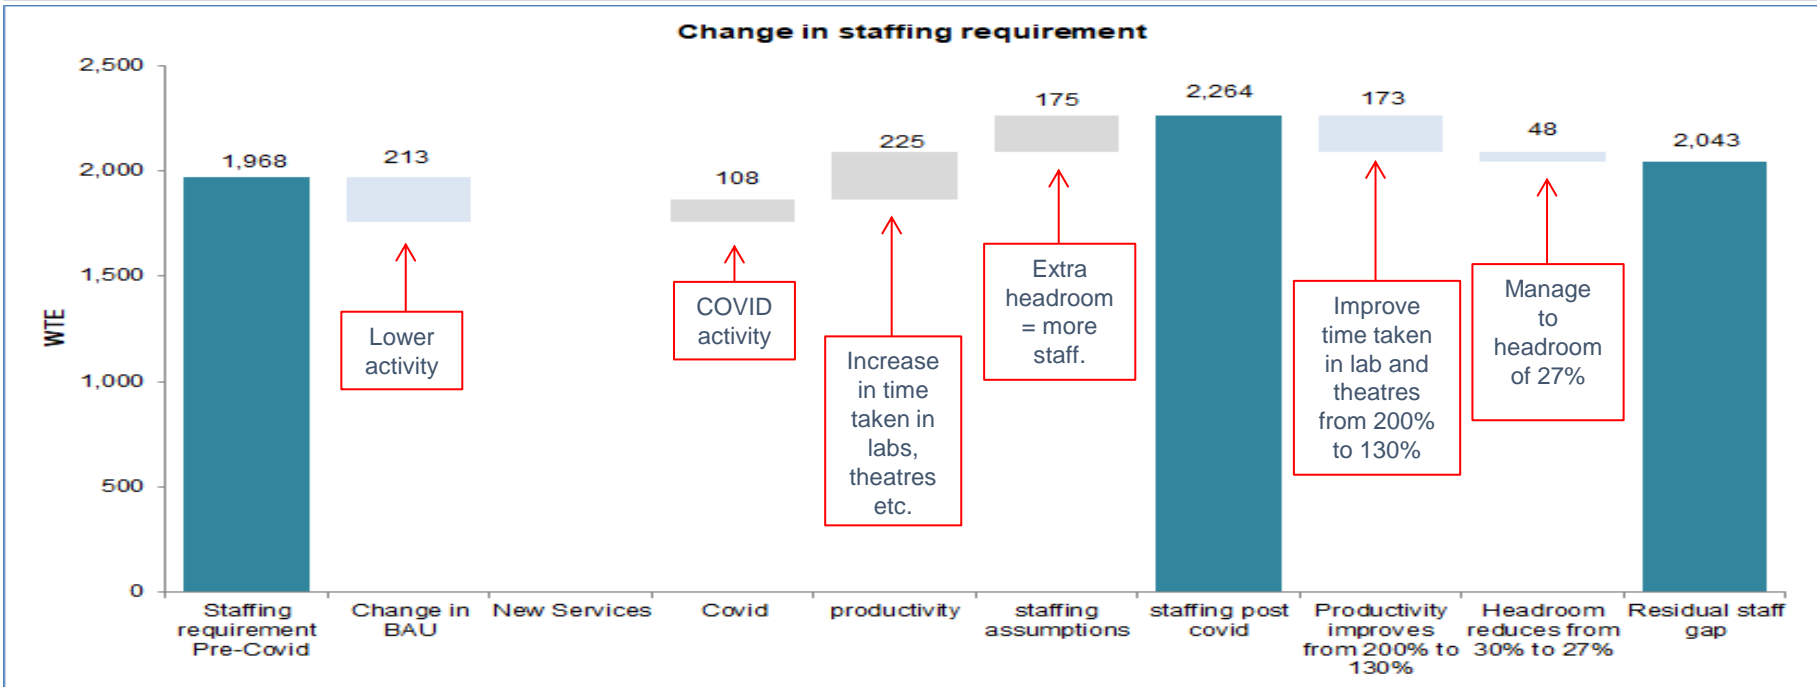 Change in staffing requirement
2,500
2,000
1,500
1,000
500
0
WTE
1,968
213
108
225
175
2,264
173
48
2,043
Lower
activity
COVID
activity
Increase
in time
taken in
labs,
theatres
etc.
Extra
headroom
= more
staff.
Improve
time taken
in lab and
theatres
from 200%
to 130%
Manage
to
headroom
of 27%
Staffing
requirement
Pre-Covid
Change in
BAU
New Services
Covid
productivity
staffing
assumptions
staffing post
covid
Productivity
improves
from 200% to
130%
Headroom
reduces from
30% to 27%
Residual staff
gap